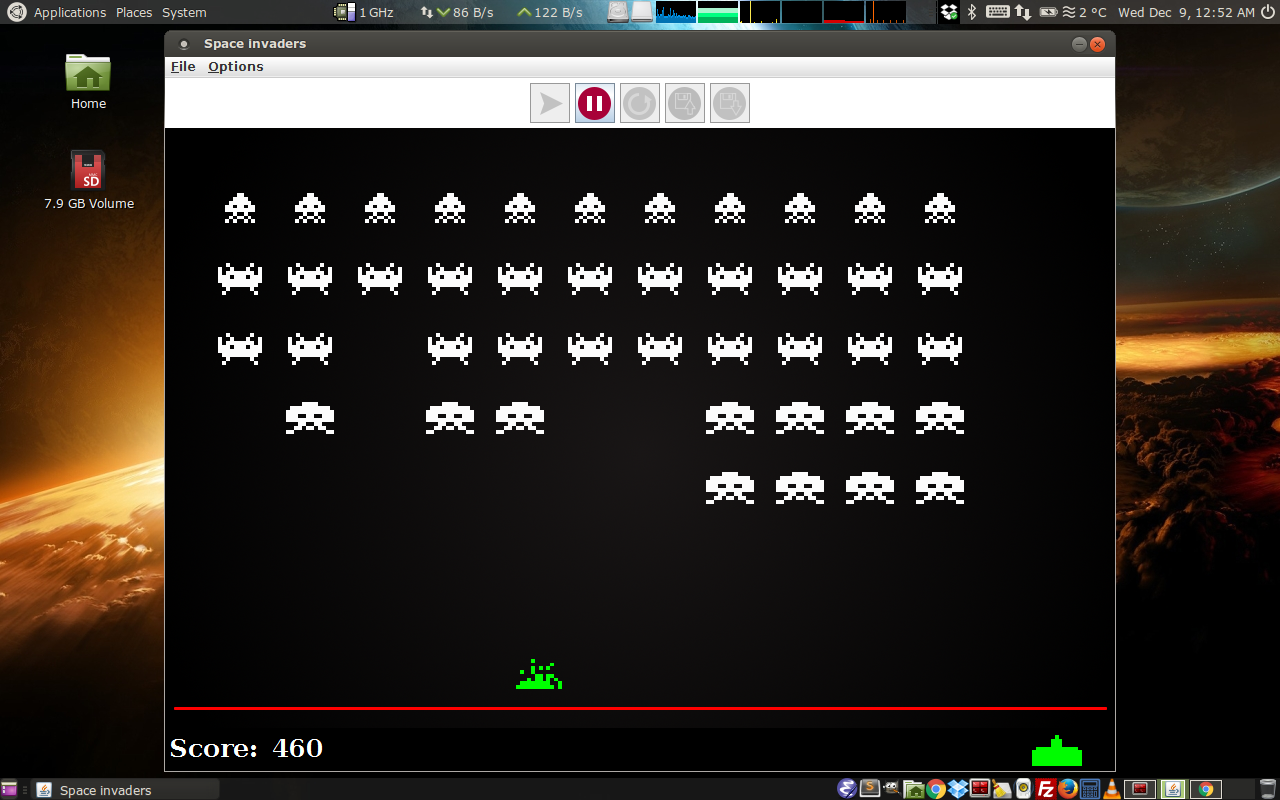 Applications Places System 1 GHz 86 B/s 122 B/s 2 °C Wed Dec 9, 12:52 AM
Space invaders
File Options
Home
SD
7.9 GB Volume
Score: 460
Space invaders